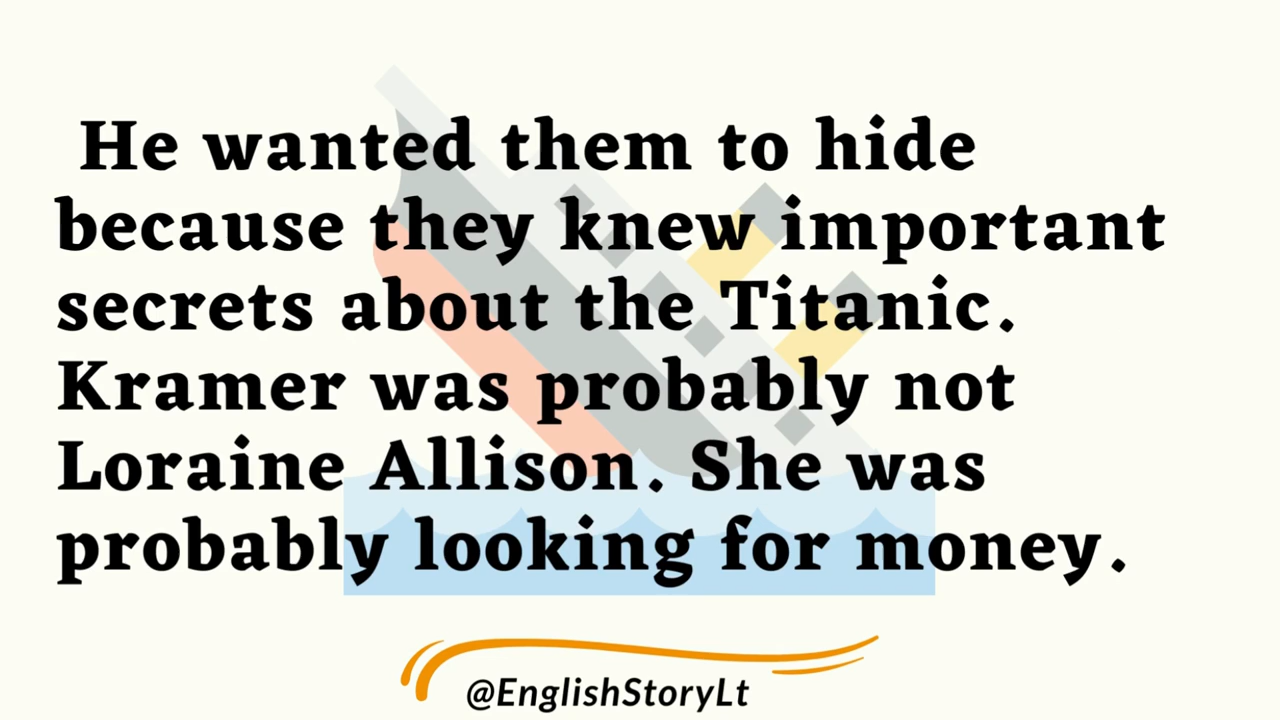 He wanted them to hide
because they knew important
secrets about the Titanic.
Kramer was probably not
Loraine Allison. She was
probably looking for money.
@EnglishStoryLt